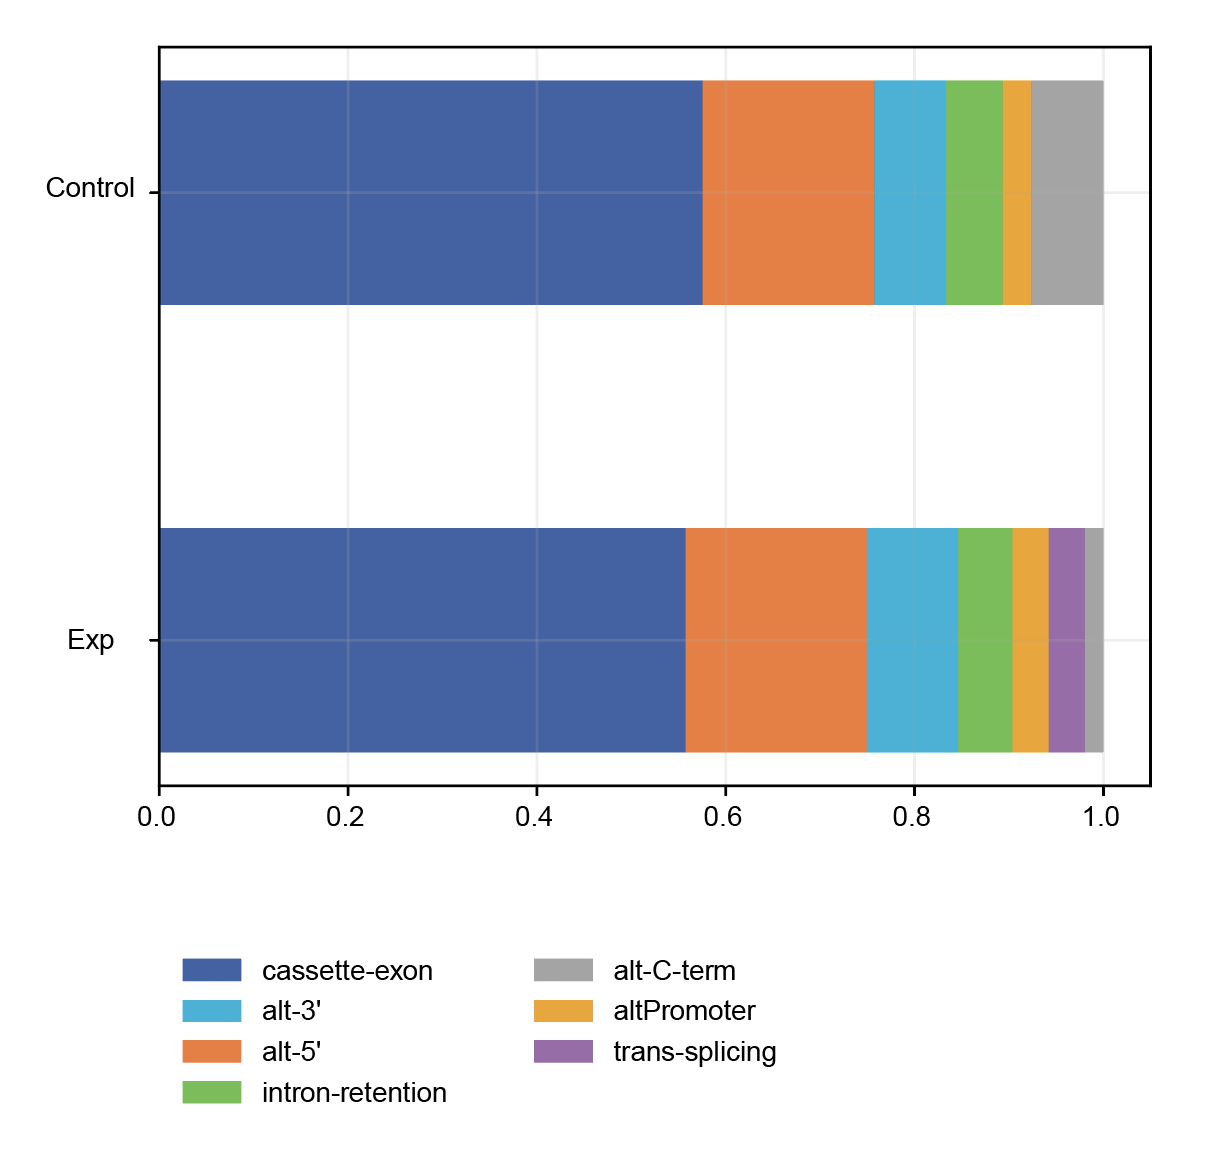 Control
Exp
0.0 0.2 0.4 0.6 0.8 1.0
cassette-exon
alt-3'
alt-5'
intron-retention
alt-C-term
altPromoter
trans-splicing